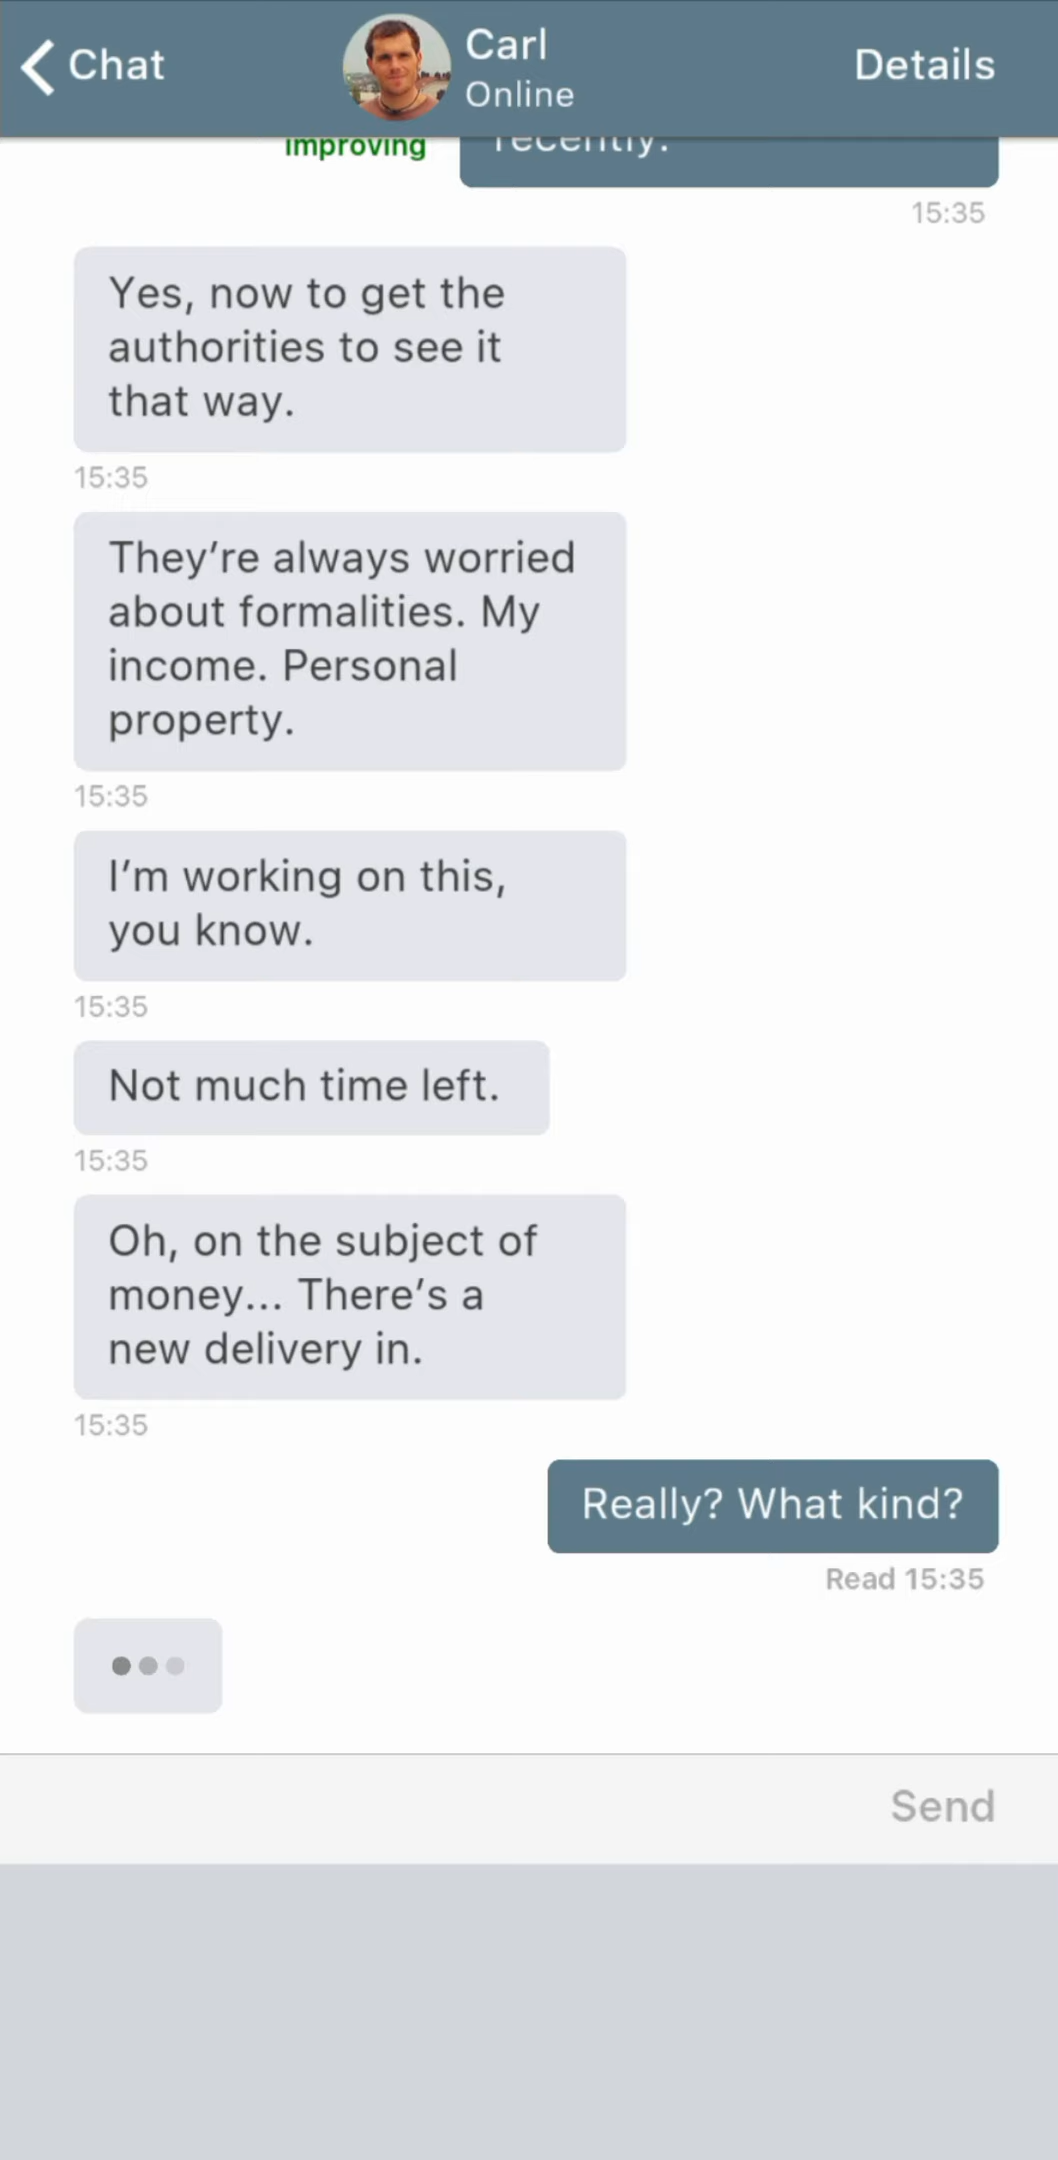 Chat
Carl
Online
Details
improving
recently.
15:35
Yes, now to get the
authorities to see it
that way.
15:35
They’re always worried
about formalities. My
income. Personal
property.
15:35
I’m working on this,
you know.
15:35
Not much time left.
15:35
Oh, on the subject of
money... There’s a
new delivery in.
15:35
Really? What kind?
Read 15:35
Send